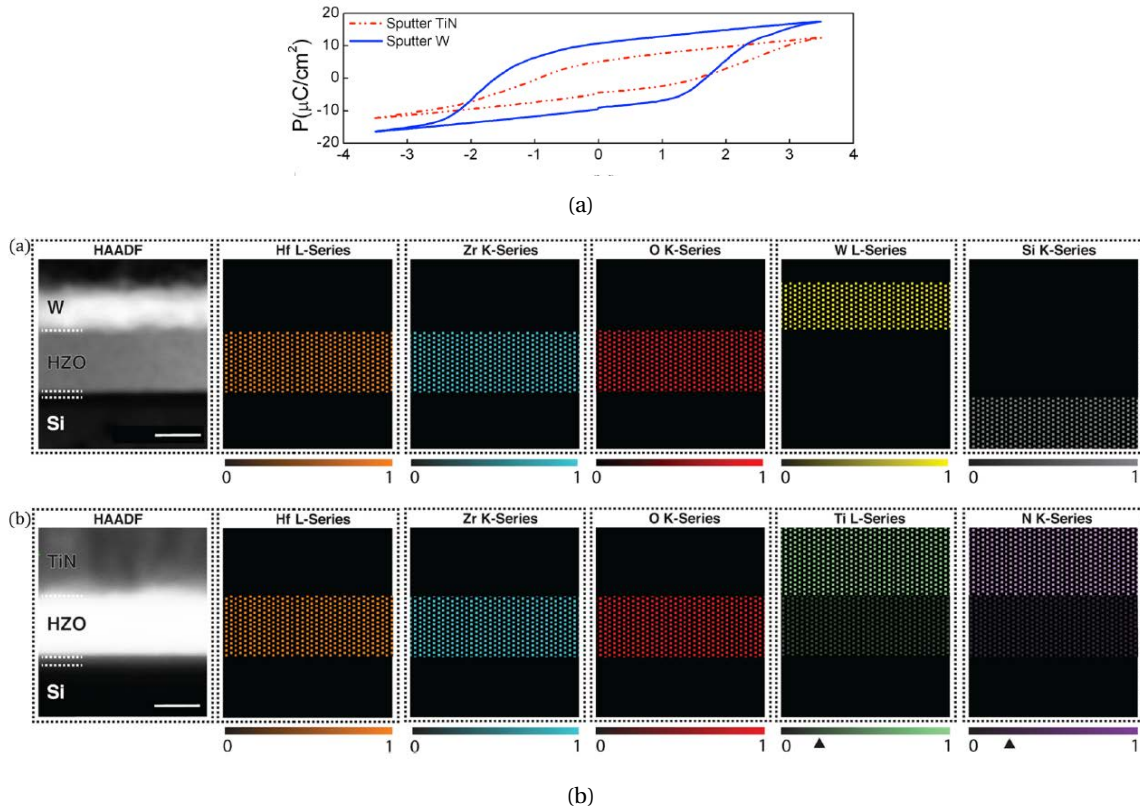 Sputter TiN
Sputter W
P(μC/cm²)
20
10
0
-10
-20
-4 -3 -2 -1 0 1 2 3 4
(a)
(a) HAADF Hf L-Series Zr K-Series O K-Series W L-Series Si K-Series
W
HZO
Si
0 1 0 1 0 1 0 1 0 1
(b) HAADF Hf L-Series Zr K-Series O K-Series Ti L-Series N K-Series
TiN
HZO
Si
0 1 0 1 0 1 0 1 0 1
(b)